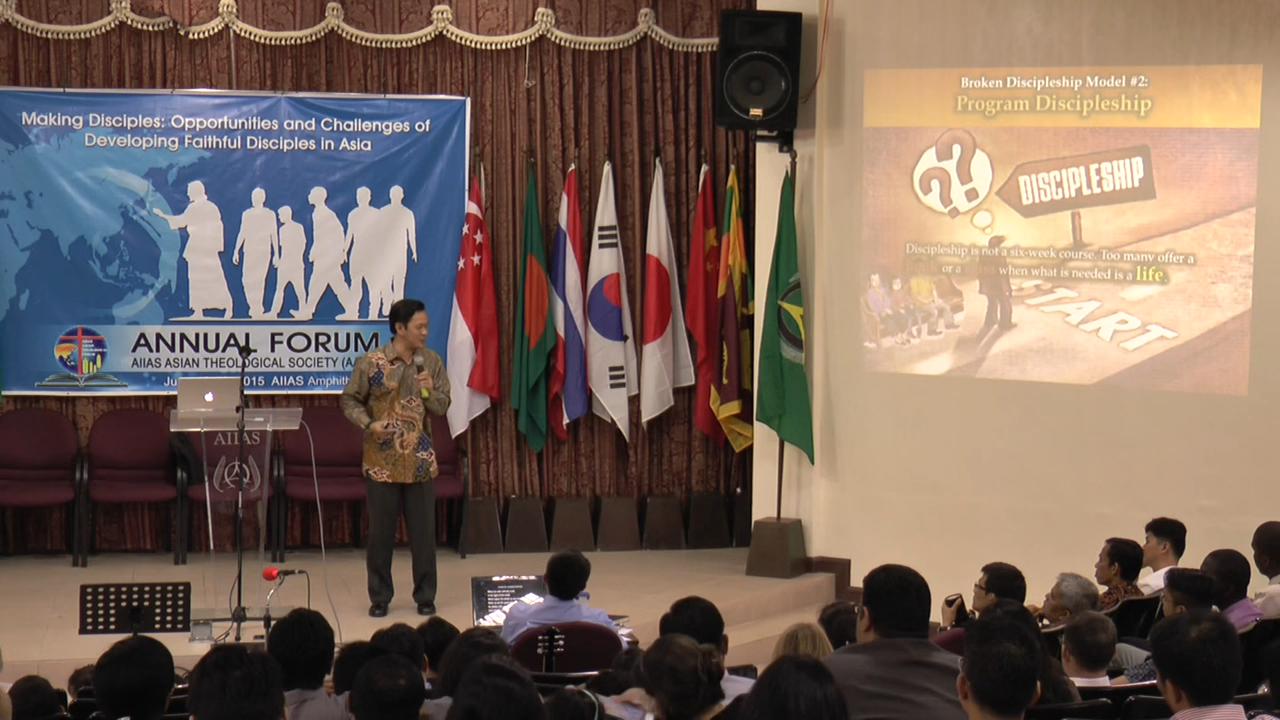 Making Disciples: Opportunities and Challenges of
Developing Faithful Disciples in Asia
ANNUAL FORUM
AIIAS ASIAN THEOLOGICAL SOCIETY
2015 AIIAS
AIIAS
Broken Discipleship Model #2:
Program Discipleship
???
DISCIPLESHIP
Discipleship is not a six-week course. Too many offer a
or a when what is needed is a life.
START